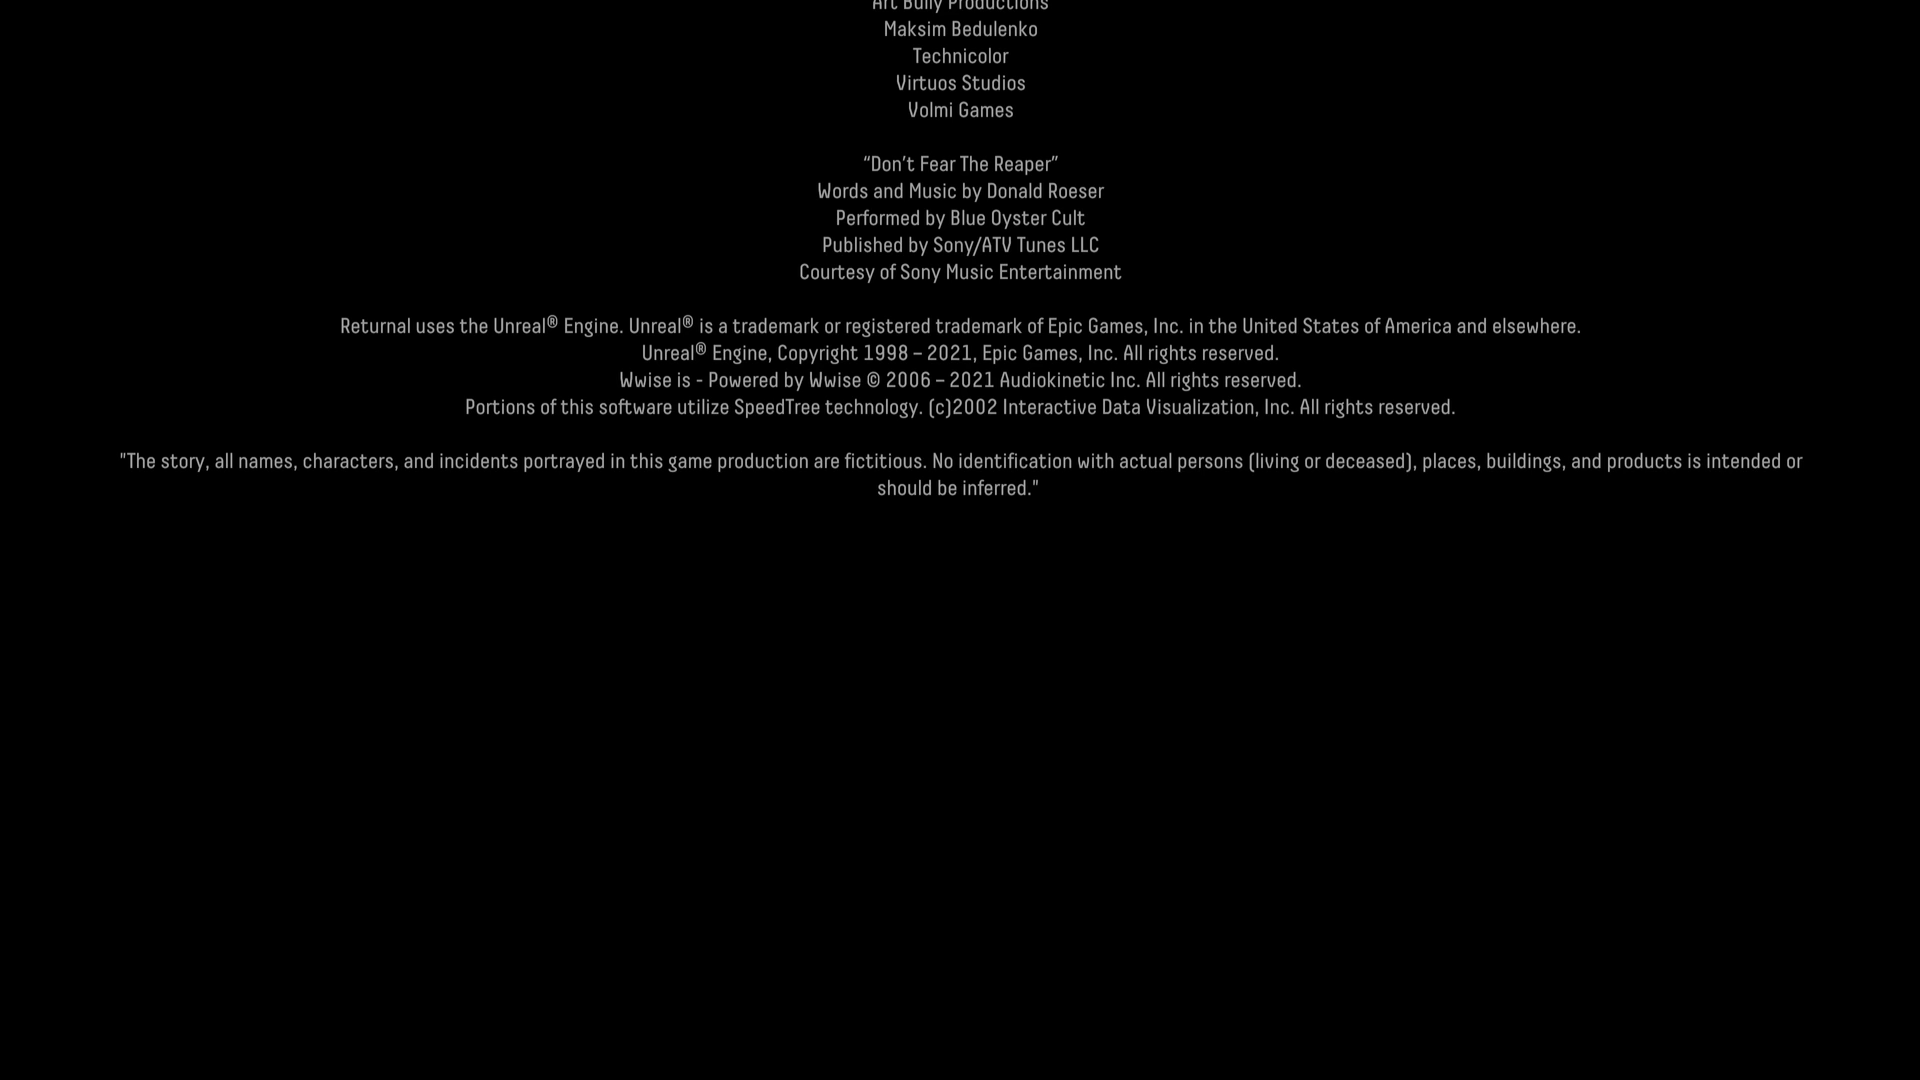 Art Bully Productions
Maksim Bedulenko
Technicolor
Virtuos Studios
Volmi Games
“Don’t Fear The Reaper”
Words and Music by Donald Roeser
Performed by Blue Oyster Cult
Published by Sony/ATV Tunes LLC
Courtesy of Sony Music Entertainment
Returnal uses the Unreal® Engine. Unreal® is a trademark or registered trademark of Epic Games, Inc. in the United States of America and elsewhere.
Unreal® Engine, Copyright 1998 – 2021, Epic Games, Inc. All rights reserved.
Wwise is - Powered by Wwise © 2006 – 2021 Audiokinetic Inc. All rights reserved.
Portions of this software utilize SpeedTree technology. (c)2002 Interactive Data Visualization, Inc. All rights reserved.
"The story, all names, characters, and incidents portrayed in this game production are fictitious. No identification with actual persons (living or deceased), places, buildings, and products is intended or
should be inferred."